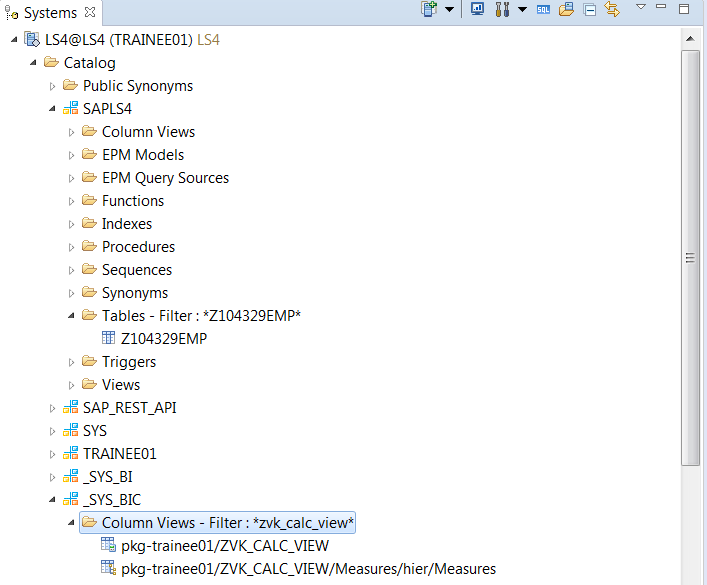 Systems
SQL
LS4@LS4 (TRAINEE01) LS4
Catalog
Public Synonyms
SAPLS4
Column Views
EPM Models
EPM Query Sources
Functions
Indexes
Procedures
Sequences
Synonyms
Tables - Filter : *Z104329EMP*
Z104329EMP
Triggers
Views
SAP_REST_API
SYS
TRAINEE01
_SYS_BI
_SYS_BIC
Column Views - Filter : *zvk_calc_view*
pkg-trainee01/ZVK_CALC_VIEW
pkg-trainee01/ZVK_CALC_VIEW/Measures/hier/Measures